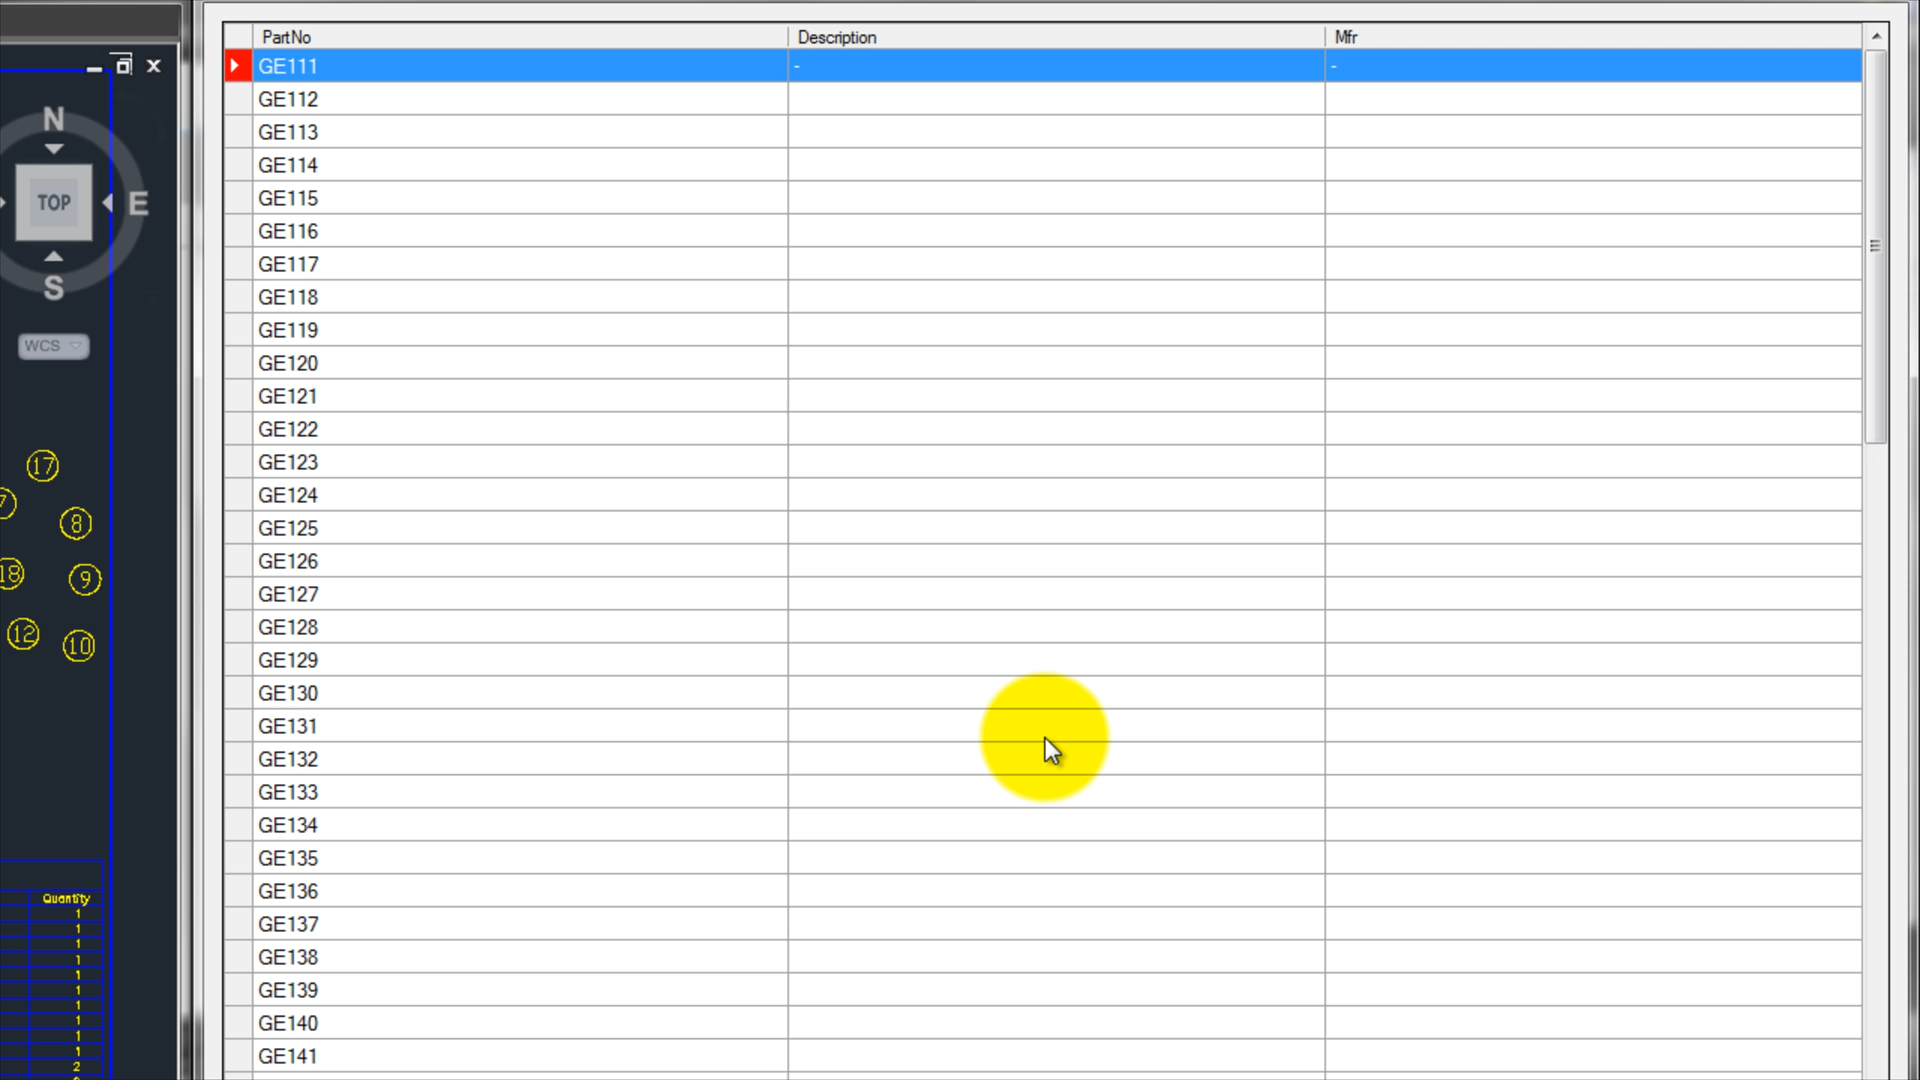 PartNo Description Mfr
GE111 - -
GE112
GE113
GE114
GE115
GE116
GE117
GE118
GE119
GE120
GE121
GE122
GE123
GE124
GE125
GE126
GE127
GE128
GE129
GE130
GE131
GE132
GE133
GE134
GE135
GE136
GE137
GE138
GE139
GE140
GE141
N
TOP E
S
WCS
17
7
8
18 9
12 10
Quantity
1
1
1
1
1
1
1
1
1
1
2